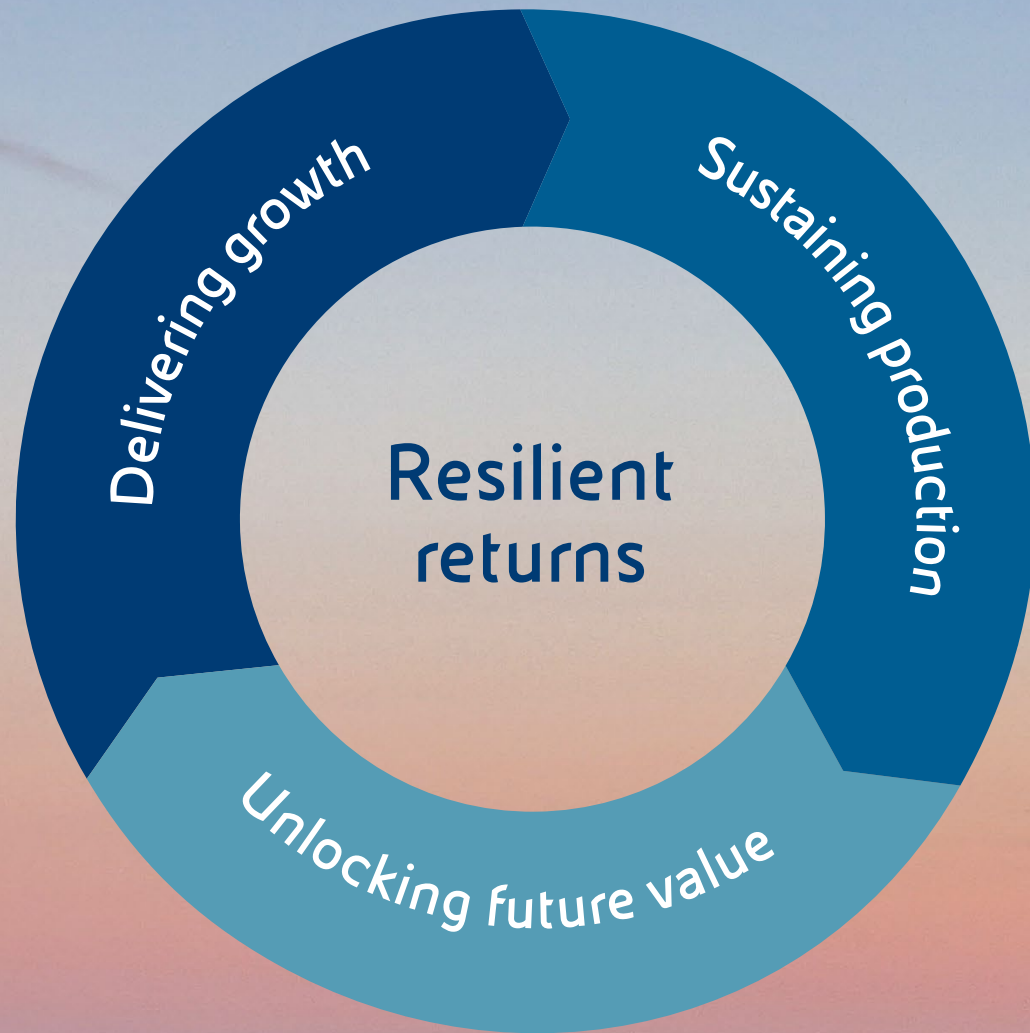 Delivering growth
Sustaining production
Resilient
returns
Unlocking future value